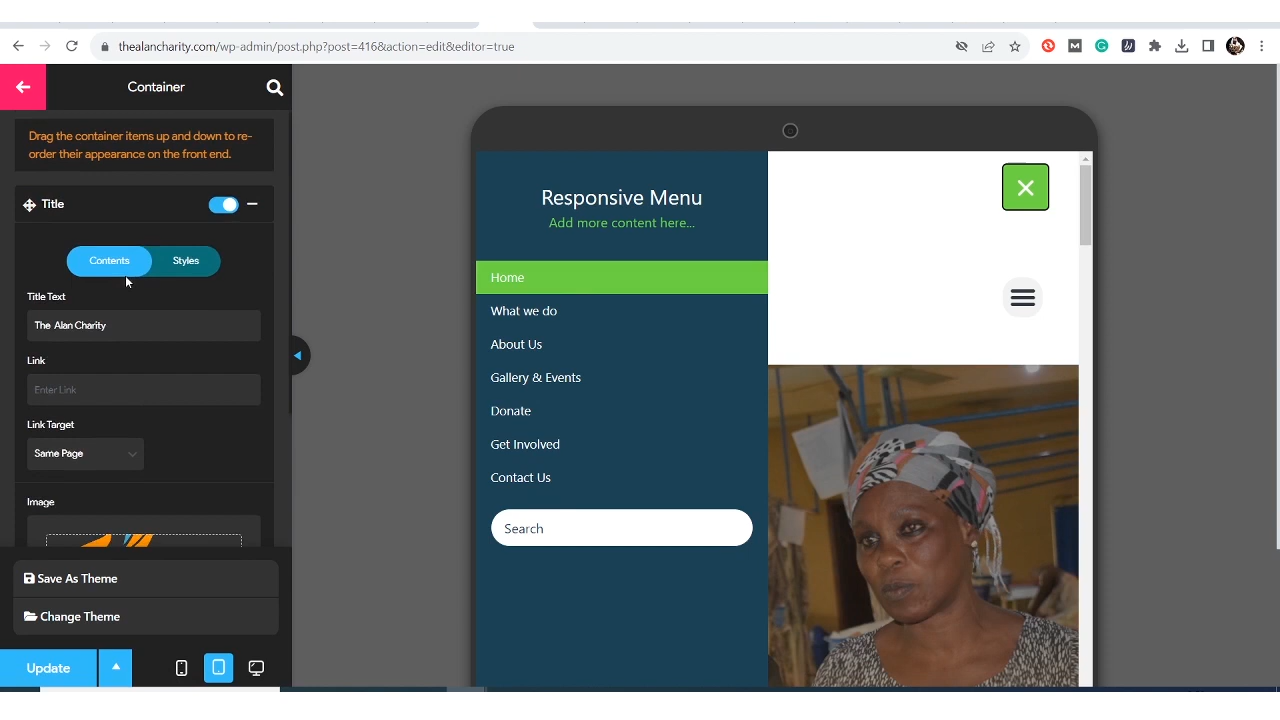 thealancharity.com/wp-admin/post.php?post=416&action=edit&editor=true
Container
Drag the container items up and down to re-
order their appearance on the front end.
Title
Contents
Styles
Title Text
The Alan Charity
Link
Enter Link
Link Target
Same Page
Image
Save As Theme
Change Theme
Update
Responsive Menu
Add more content here...
Home
What we do
About Us
Gallery & Events
Donate
Get Involved
Contact Us
Search